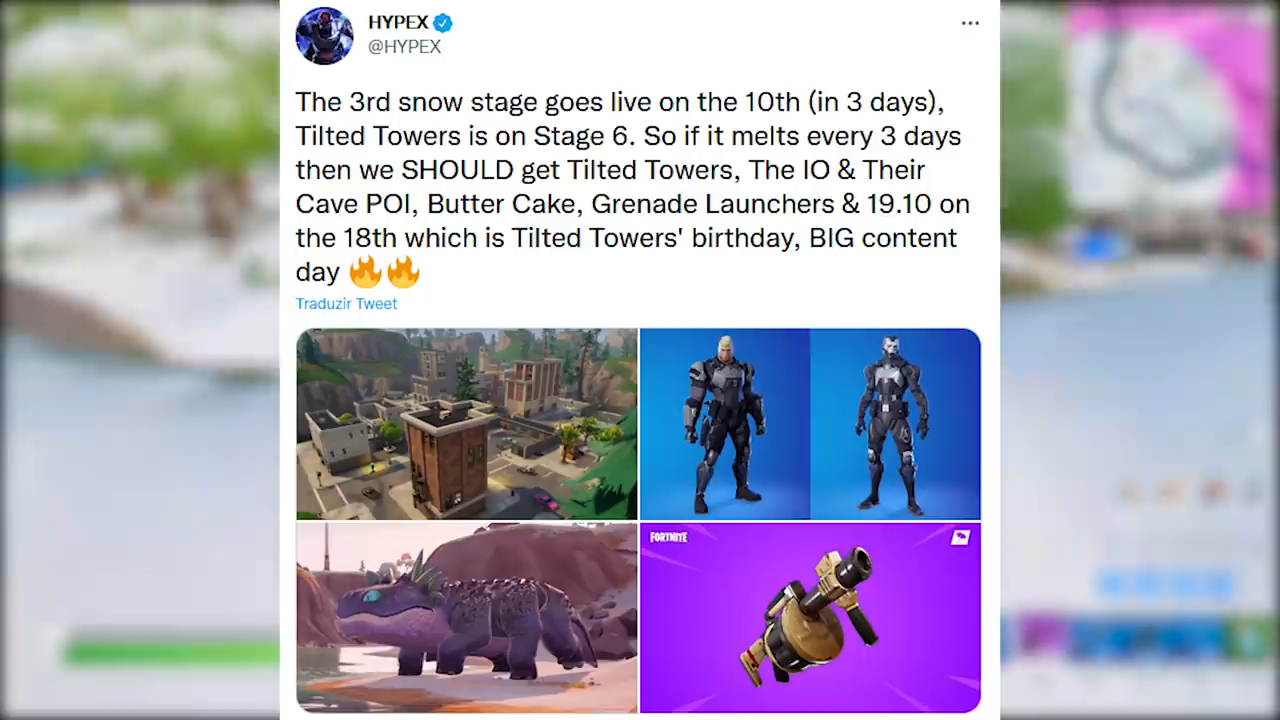 HYPEX
@HYPEX
The 3rd snow stage goes live on the 10th (in 3 days),
Tilted Towers is on Stage 6. So if it melts every 3 days
then we SHOULD get Tilted Towers, The IO & Their
Cave POI, Butter Cake, Grenade Launchers & 19.10 on
the 18th which is Tilted Towers' birthday, BIG content
day 🔥🔥
Traduzir Tweet
FORTNITE